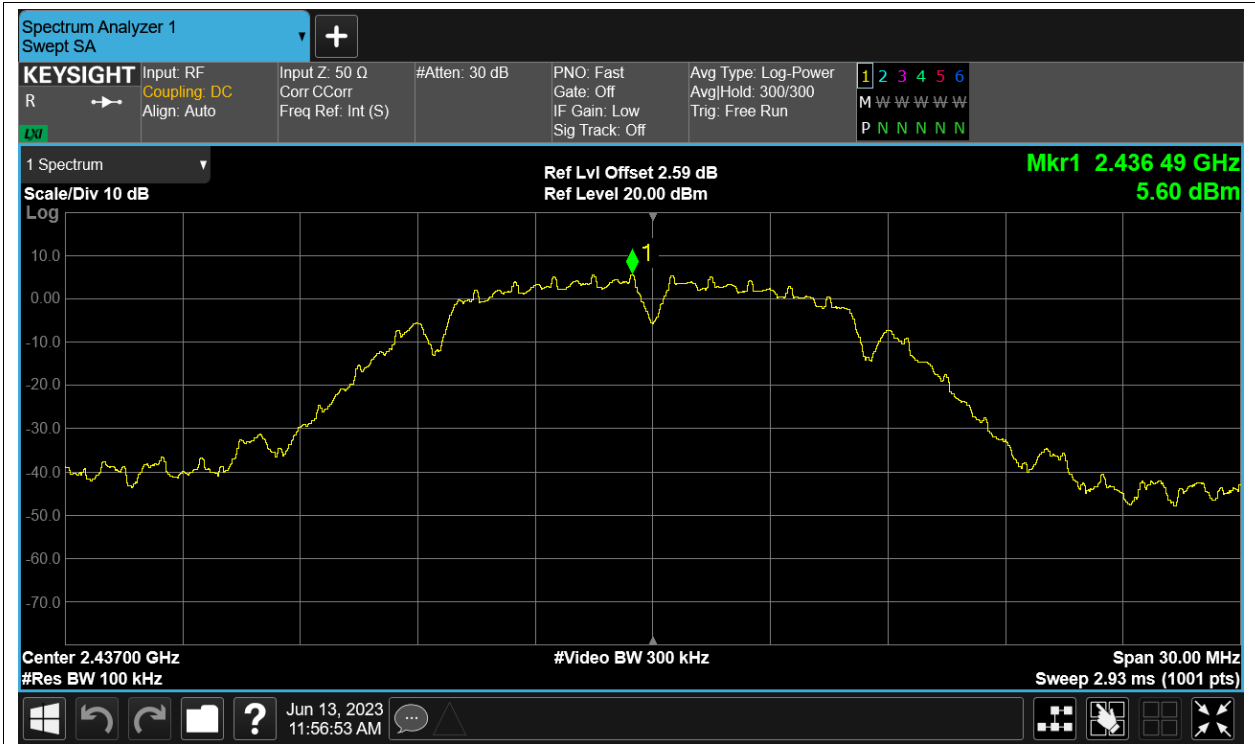 Spectrum Analyzer 1
Swept SA
+
KEYSIGHT
R
LXI
Input: RF
Coupling: DC
Align: Auto
Input Z: 50 Ω
Corr CCorr
Freq Ref: Int (S)
#Atten: 30 dB
PNO: Fast
Gate: Off
IF Gain: Low
Sig Track: Off
Avg Type: Log-Power
Avg|Hold: 300/300
Trig: Free Run
1 2 3 4 5 6
M W W W W W
P N N N N N
1 Spectrum
Scale/Div 10 dB
Log
Ref Lvl Offset 2.59 dB
Ref Level 20.00 dBm
Mkr1 2.436 49 GHz
5.60 dBm
1
10.0
0.00
-10.0
-20.0
-30.0
-40.0
-50.0
-60.0
-70.0
Center 2.43700 GHz
#Res BW 100 kHz
#Video BW 300 kHz
Span 30.00 MHz
Sweep 2.93 ms (1001 pts)
?
Jun 13, 2023
11:56:53 AM